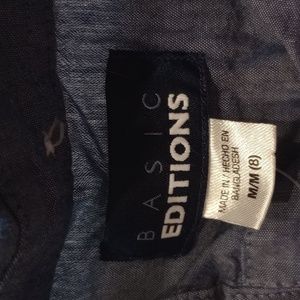 BASIC
EDITIONS
MADE IN / HECHO EN
BANGLADESH
M/M (8)